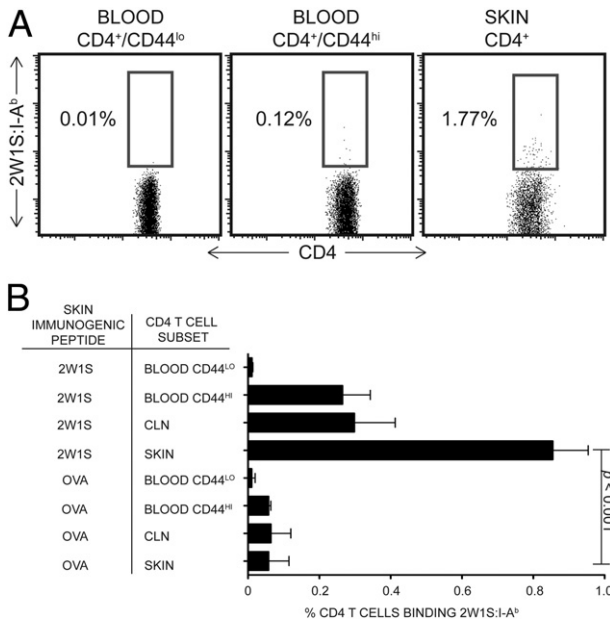 A
BLOOD
CD4⁺/CD44ˡᵒ
BLOOD
CD4⁺/CD44ʰⁱ
SKIN
CD4⁺
2W1S:I-Aᵇ
0.01%
0.12%
1.77%
CD4
B
SKIN
IMMUNOGENIC
PEPTIDE
CD4 T CELL
SUBSET
2W1S BLOOD CD44ᴸᴼ
2W1S BLOOD CD44ᴴᴵ
2W1S CLN
2W1S SKIN
OVA BLOOD CD44ᴸᴼ
OVA BLOOD CD44ᴴᴵ
OVA CLN
OVA SKIN
p < 0.001
0 0.2 0.4 0.6 0.8 1.0
% CD4 T CELLS BINDING 2W1S:I-Aᵇ